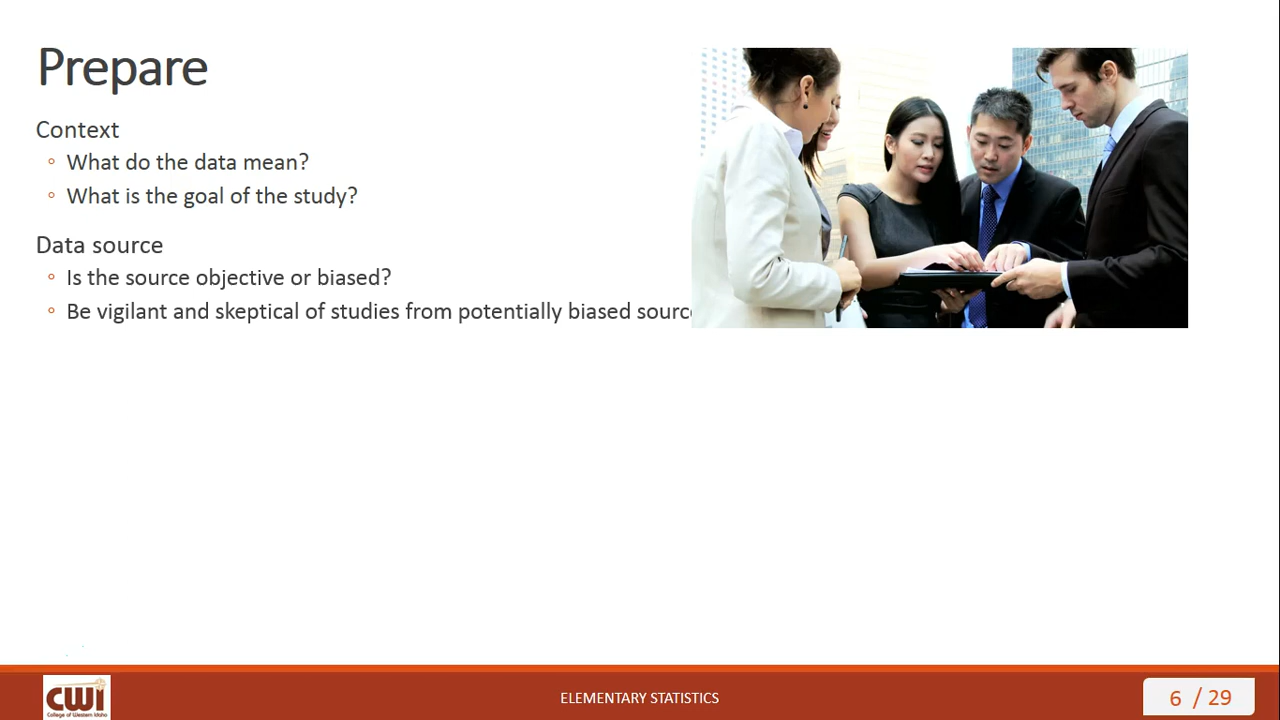 Prepare
Context
What do the data mean?
What is the goal of the study?
Data source
Is the source objective or biased?
Be vigilant and skeptical of studies from potentially biased sourc
CWI
College of Western Idaho
ELEMENTARY STATISTICS
6 / 29